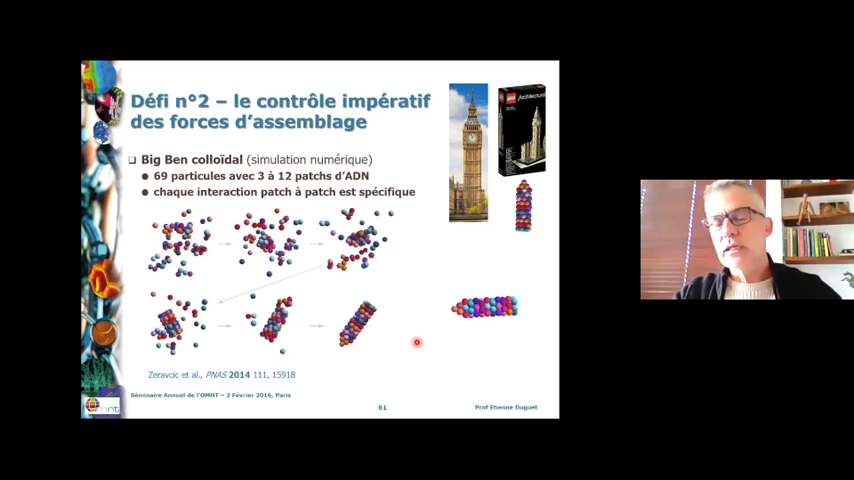 Défi n°2 – le contrôle impératif
des forces d'assemblage
Big Ben colloïdal (simulation numérique)
69 particules avec 3 à 12 patchs d'ADN
chaque interaction patch à patch est spécifique
Architecture
Zeravcic et al., PNAS 2014 111, 15918
Séminaire Annuel de l'OMNT – 2 Février 2016, Paris
61
Prof Etienne Duguet